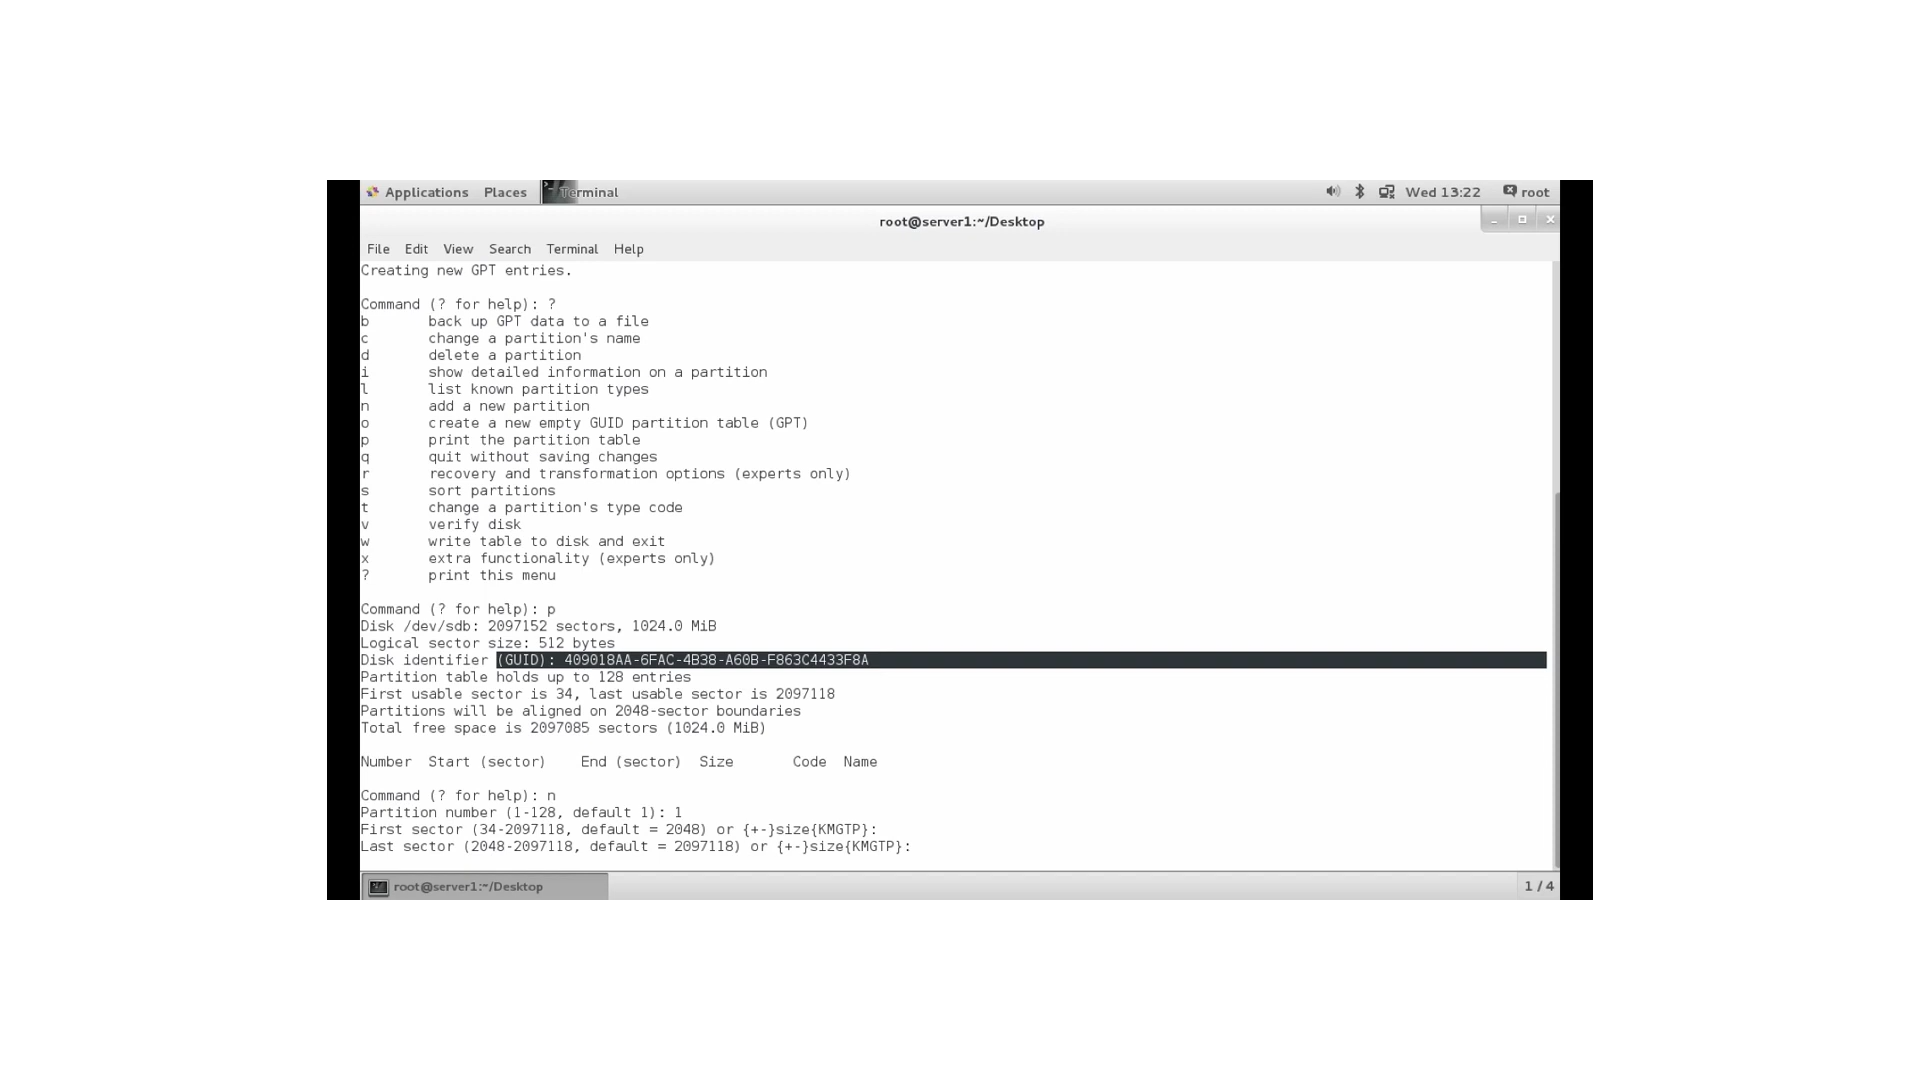 Applications Places Terminal Wed 13:22 root
root@server1:~/Desktop
File Edit View Search Terminal Help
Creating new GPT entries.
Command (? for help): ?
b back up GPT data to a file
c change a partition's name
d delete a partition
i show detailed information on a partition
l list known partition types
n add a new partition
o create a new empty GUID partition table (GPT)
p print the partition table
q quit without saving changes
r recovery and transformation options (experts only)
s sort partitions
t change a partition's type code
v verify disk
w write table to disk and exit
x extra functionality (experts only)
? print this menu
Command (? for help): p
Disk /dev/sdb: 2097152 sectors, 1024.0 MiB
Logical sector size: 512 bytes
Disk identifier (GUID): 409018AA-6FAC-4B38-A60B-F863C4433F8A
Partition table holds up to 128 entries
First usable sector is 34, last usable sector is 2097118
Partitions will be aligned on 2048-sector boundaries
Total free space is 2097085 sectors (1024.0 MiB)
Number Start (sector) End (sector) Size Code Name
Command (? for help): n
Partition number (1-128, default 1): 1
First sector (34-2097118, default = 2048) or {+-}size{KMGTP}:
Last sector (2048-2097118, default = 2097118) or {+-}size{KMGTP}:
root@server1:~/Desktop 1 / 4